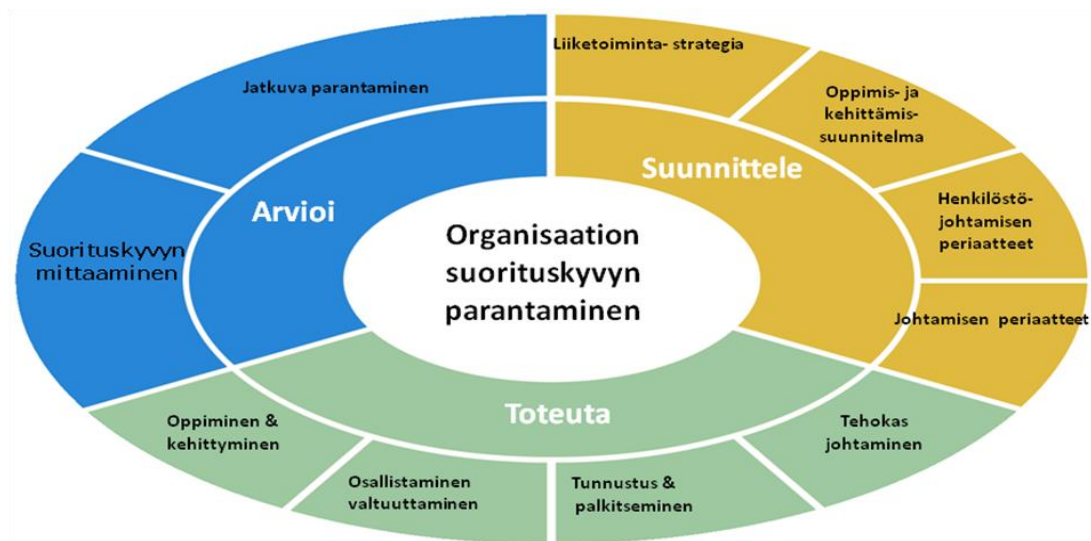 Organisaation
suorituskyvyn
parantaminen
Suunnittele
Liiketoiminta- strategia
Oppimis- ja
kehittämis-
suunnitelma
Henkilöstö-
johtamisen
periaatteet
Johtamisen periaatteet
Toteuta
Tehokas
johtaminen
Tunnustus &
palkitseminen
Osallistaminen
valtuuttaminen
Oppiminen &
kehittyminen
Arvioi
Suorituskyvyn
mittaaminen
Jatkuva parantaminen